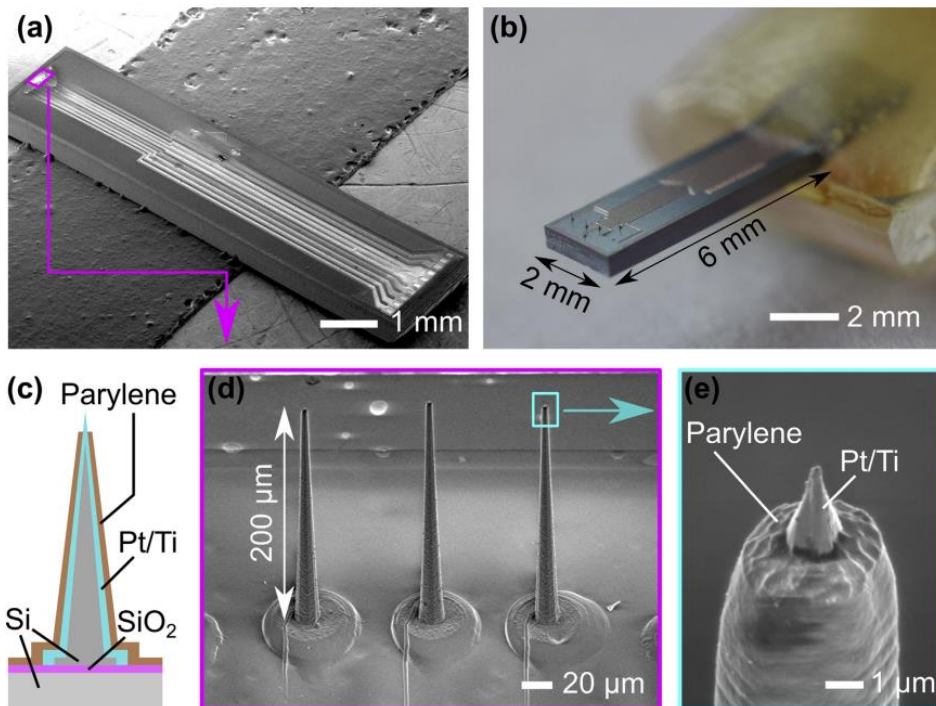 (a)
1 mm
(b)
6 mm
2 mm
2 mm
(c)
Parylene
Pt/Ti
Si
SiO₂
(d)
200 µm
20 µm
(e)
Parylene
Pt/Ti
1 µm